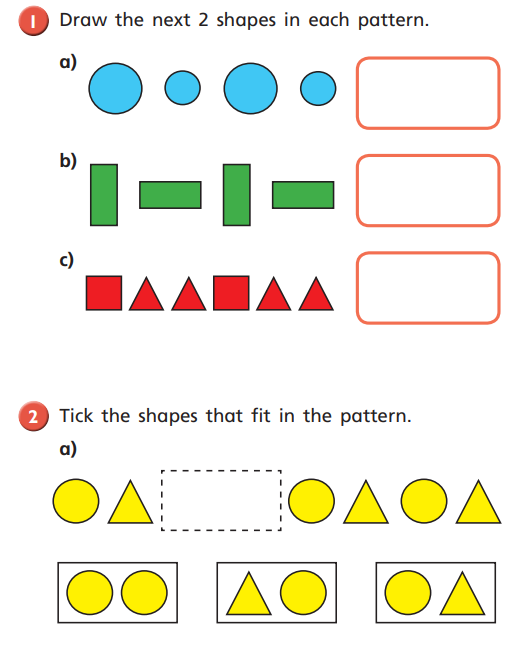 1 Draw the next 2 shapes in each pattern.
a)
b)
c)
2 Tick the shapes that fit in the pattern.
a)